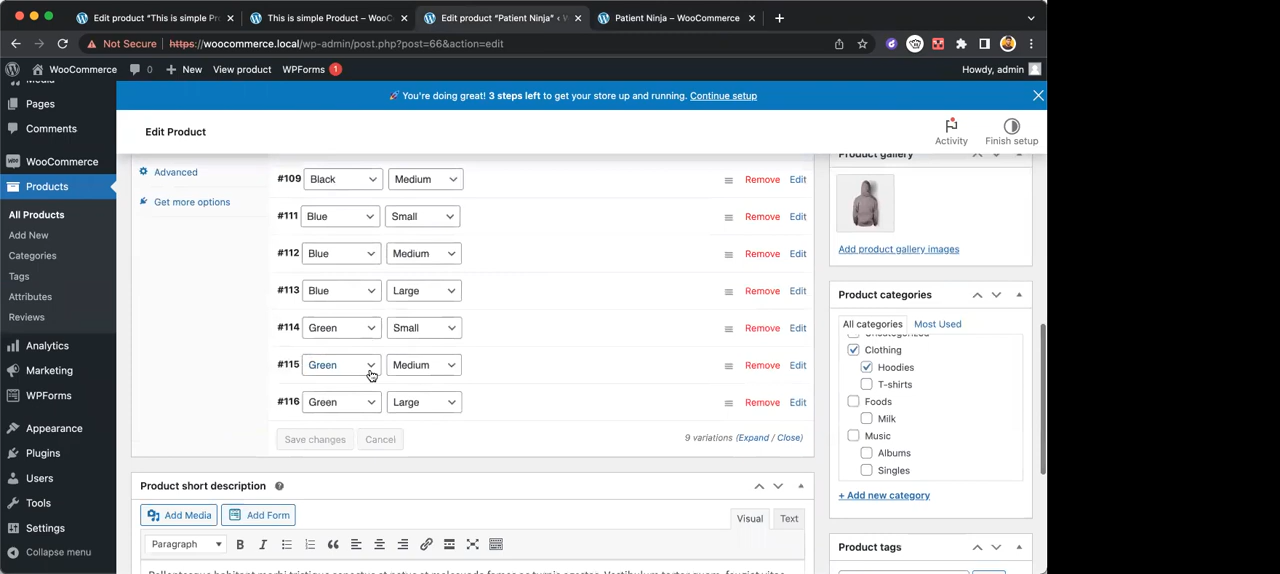 Edit product "This is simple Pr
This is simple Product – WooC
Edit product "Patient Ninja" ‹
Patient Ninja – WooCommerce
Not Secure
https://woocommerce.local/wp-admin/post.php?post=66&action=edit
WooCommerce
0
New
View product
WPForms
1
Howdy, admin
Media
Pages
Comments
WooCommerce
Products
All Products
Add New
Categories
Tags
Attributes
Reviews
Analytics
Marketing
WPForms
Appearance
Plugins
Users
Tools
Settings
Collapse menu
🚀 You're doing great! 3 steps left to get your store up and running. Continue setup
Edit Product
Activity
Finish setup
Advanced
Get more options
#109 Black Medium Remove Edit
#111 Blue Small Remove Edit
#112 Blue Medium Remove Edit
#113 Blue Large Remove Edit
#114 Green Small Remove Edit
#115 Green Medium Remove Edit
#116 Green Large Remove Edit
Save changes
Cancel
9 variations (Expand / Close)
Product short description
Add Media
Add Form
Visual
Text
Paragraph
Product gallery
Add product gallery images
Product categories
All categories
Most Used
Uncategorized
Clothing
Hoodies
T-shirts
Foods
Milk
Music
Albums
Singles
+ Add new category
Product tags